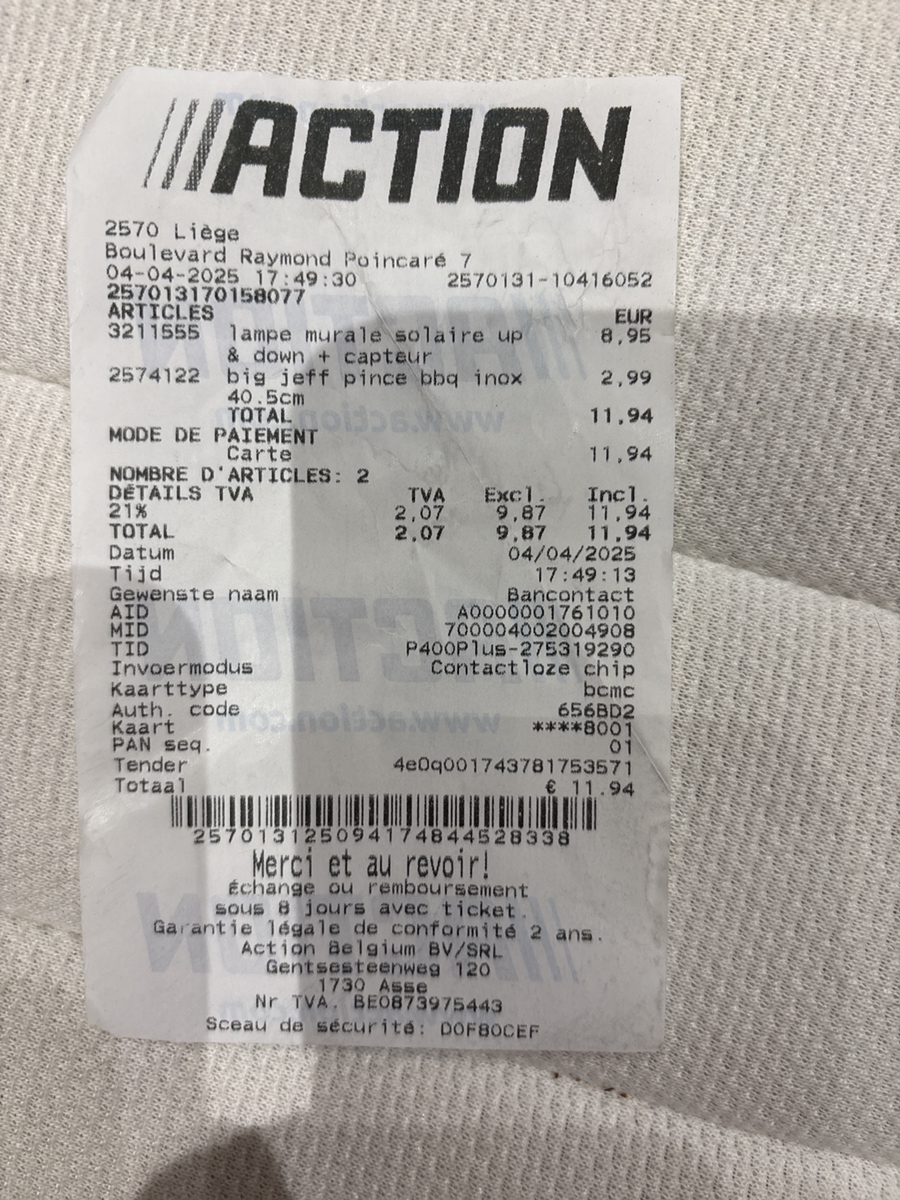 ///ACTION
2570 Liège
Boulevard Raymond Poincaré 7
04-04-2025 17:49:30 2570131-10416052
257013170158077
ARTICLES EUR
3211555 lampe murale solaire up 8,95
& down + capteur
2574122 big jeff pince bbq inox 2,99
40.5cm
TOTAL 11,94
MODE DE PAIEMENT
Carte 11,94
NOMBRE D'ARTICLES: 2
DÉTAILS TVA TVA Excl. Incl.
21% 2,07 9,87 11,94
TOTAL 2,07 9,87 11,94
Datum 04/04/2025
Tijd 17:49:13
Gewenste naam Bancontact
AID A0000001761010
MID 700004002004908
TID P400Plus-275319290
Invoermodus Contactloze chip
Kaarttype bcmc
Auth. code 656BD2
Kaart ****8001
PAN seq. 01
Tender 4e0q001743781753571
Totaal € 11.94
257013125094174844528338
Merci et au revoir!
Échange ou remboursement
sous 8 jours avec ticket.
Garantie légale de conformité 2 ans.
Action Belgium BV/SRL
Gentsesteenweg 120
1730 Asse
Nr TVA. BE0873975443
Sceau de sécurité: D0F80CEF